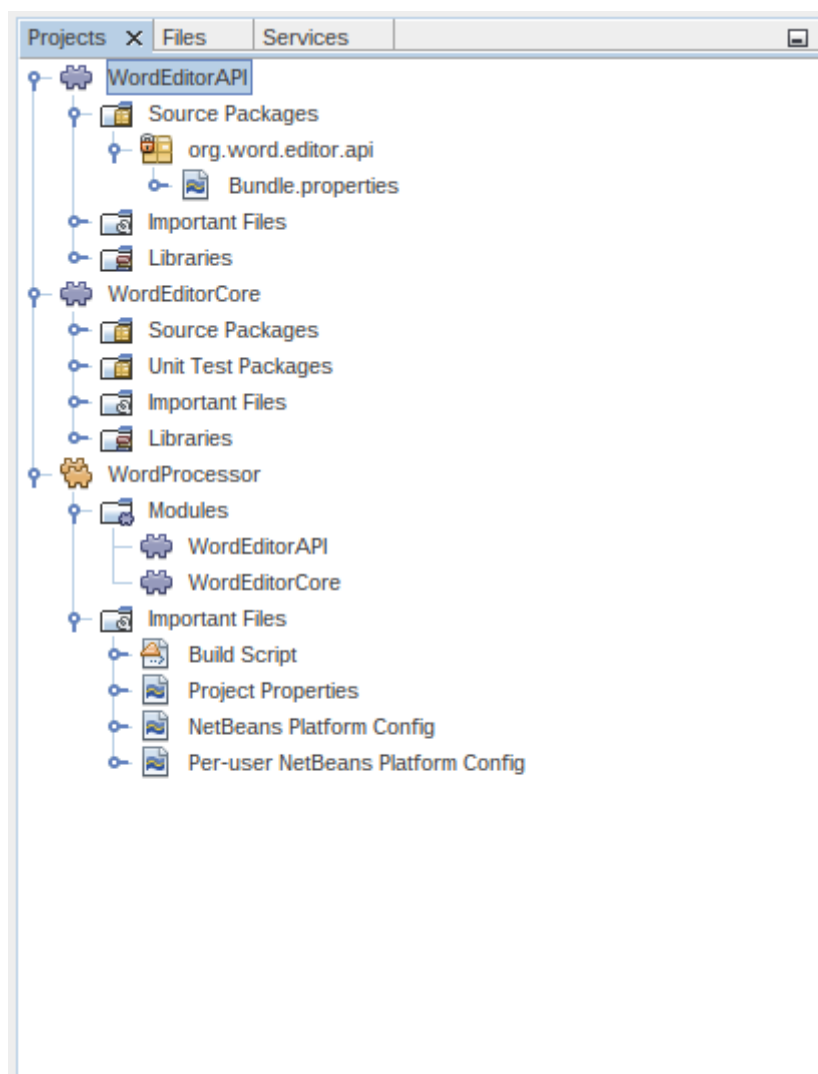 Projects Files Services
WordEditorAPI
Source Packages
org.word.editor.api
Bundle.properties
Important Files
Libraries
WordEditorCore
Source Packages
Unit Test Packages
Important Files
Libraries
WordProcessor
Modules
WordEditorAPI
WordEditorCore
Important Files
Build Script
Project Properties
NetBeans Platform Config
Per-user NetBeans Platform Config